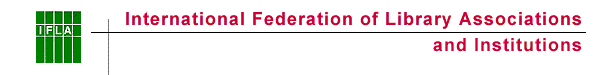 IFLA
International Federation of Library Associations
and Institutions